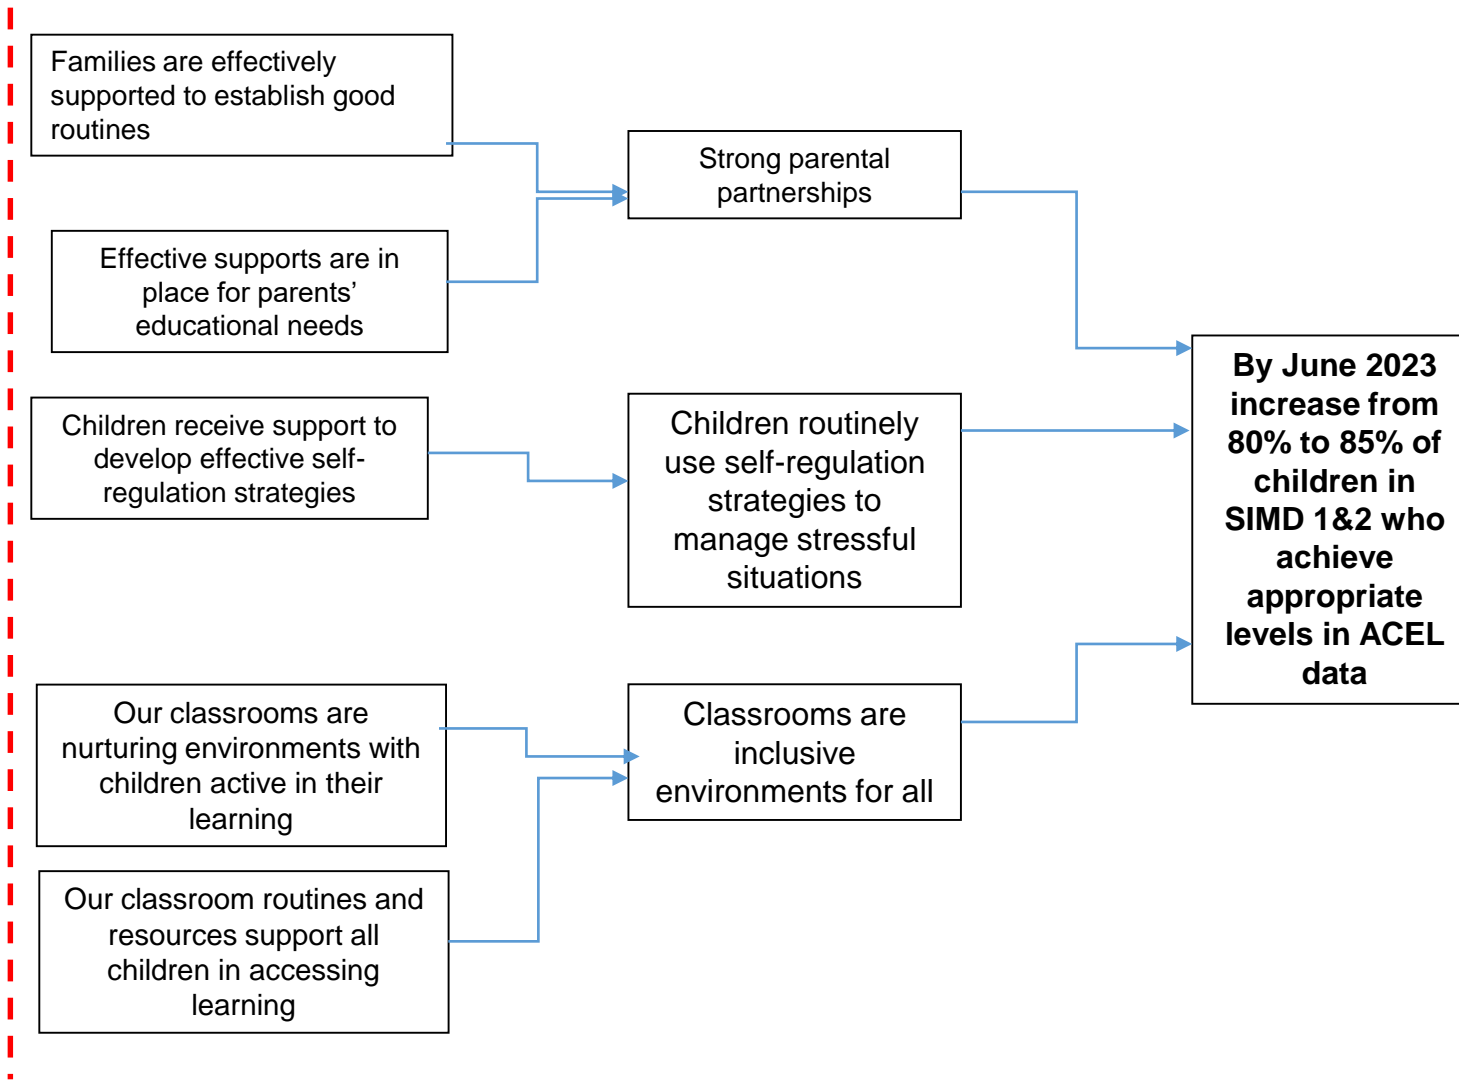 Families are effectively
supported to establish good
routines
Effective supports are in
place for parents’
educational needs
Children receive support to
develop effective self-
regulation strategies
Our classrooms are
nurturing environments with
children active in their
learning
Our classroom routines and
resources support all
children in accessing
learning
Strong parental
partnerships
Children routinely
use self-regulation
strategies to
manage stressful
situations
Classrooms are
inclusive
environments for all
By June 2023
increase from
80% to 85% of
children in
SIMD 1&2 who
achieve
appropriate
levels in ACEL
data